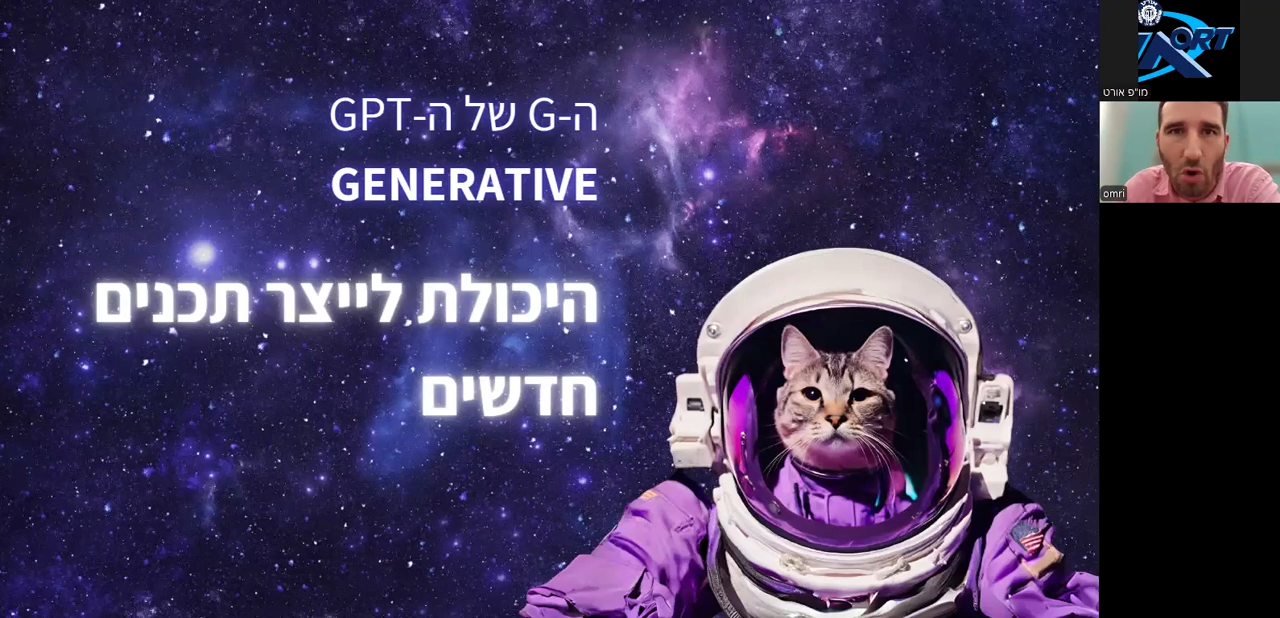 ה-G של ה-GPT
GENERATIVE
היכולת לייצר תכנים
חדשים
ORT
מו"פ אורט
omri